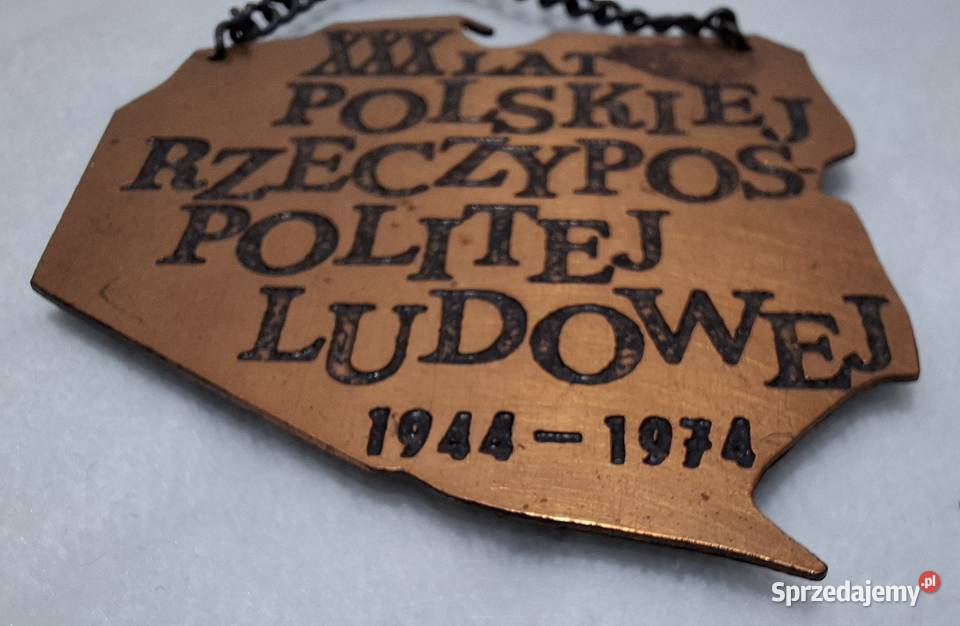 XXX LAT
POLSKIEJ
RZECZYPOS-
POLITEJ
LUDOWEJ
1944 – 1974
Sprzedajemy.pl